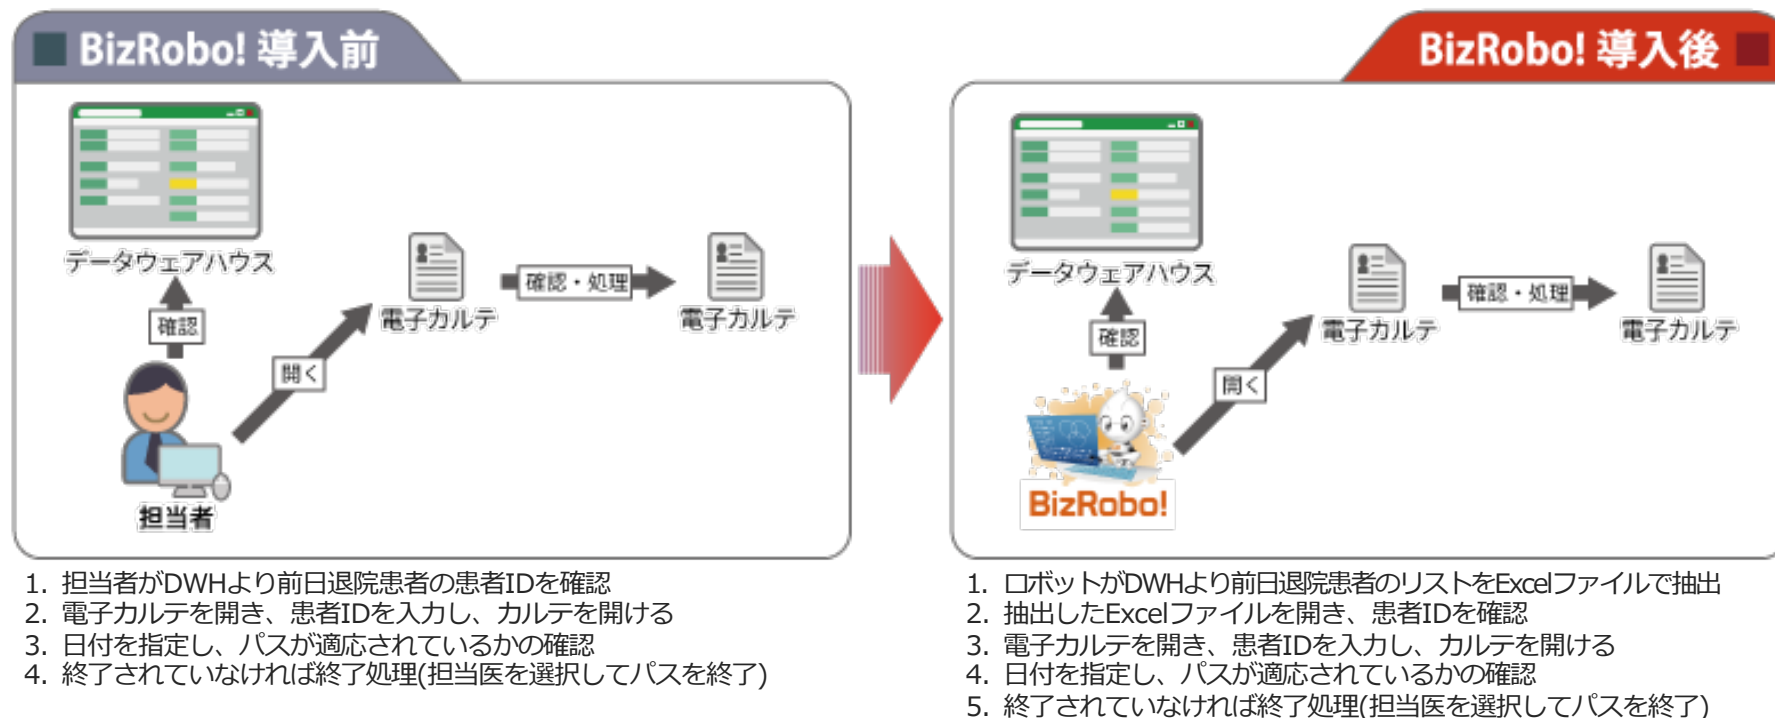 BizRobo! 導入前
データウェアハウス
確認
開く
担当者
電子カルテ
確認・処理
電子カルテ
1. 担当者がDWHより前日退院患者の患者IDを確認
2. 電子カルテを開き、患者IDを入力し、カルテを開ける
3. 日付を指定し、パスが適応されているかの確認
4. 終了されていなければ終了処理(担当医を選択してパスを終了)
BizRobo! 導入後
データウェアハウス
確認
開く
BizRobo!
電子カルテ
確認・処理
電子カルテ
1. ロボットがDWHより前日退院患者のリストをExcelファイルで抽出
2. 抽出したExcelファイルを開き、患者IDを確認
3. 電子カルテを開き、患者IDを入力し、カルテを開ける
4. 日付を指定し、パスが適応されているかの確認
5. 終了されていなければ終了処理(担当医を選択してパスを終了)